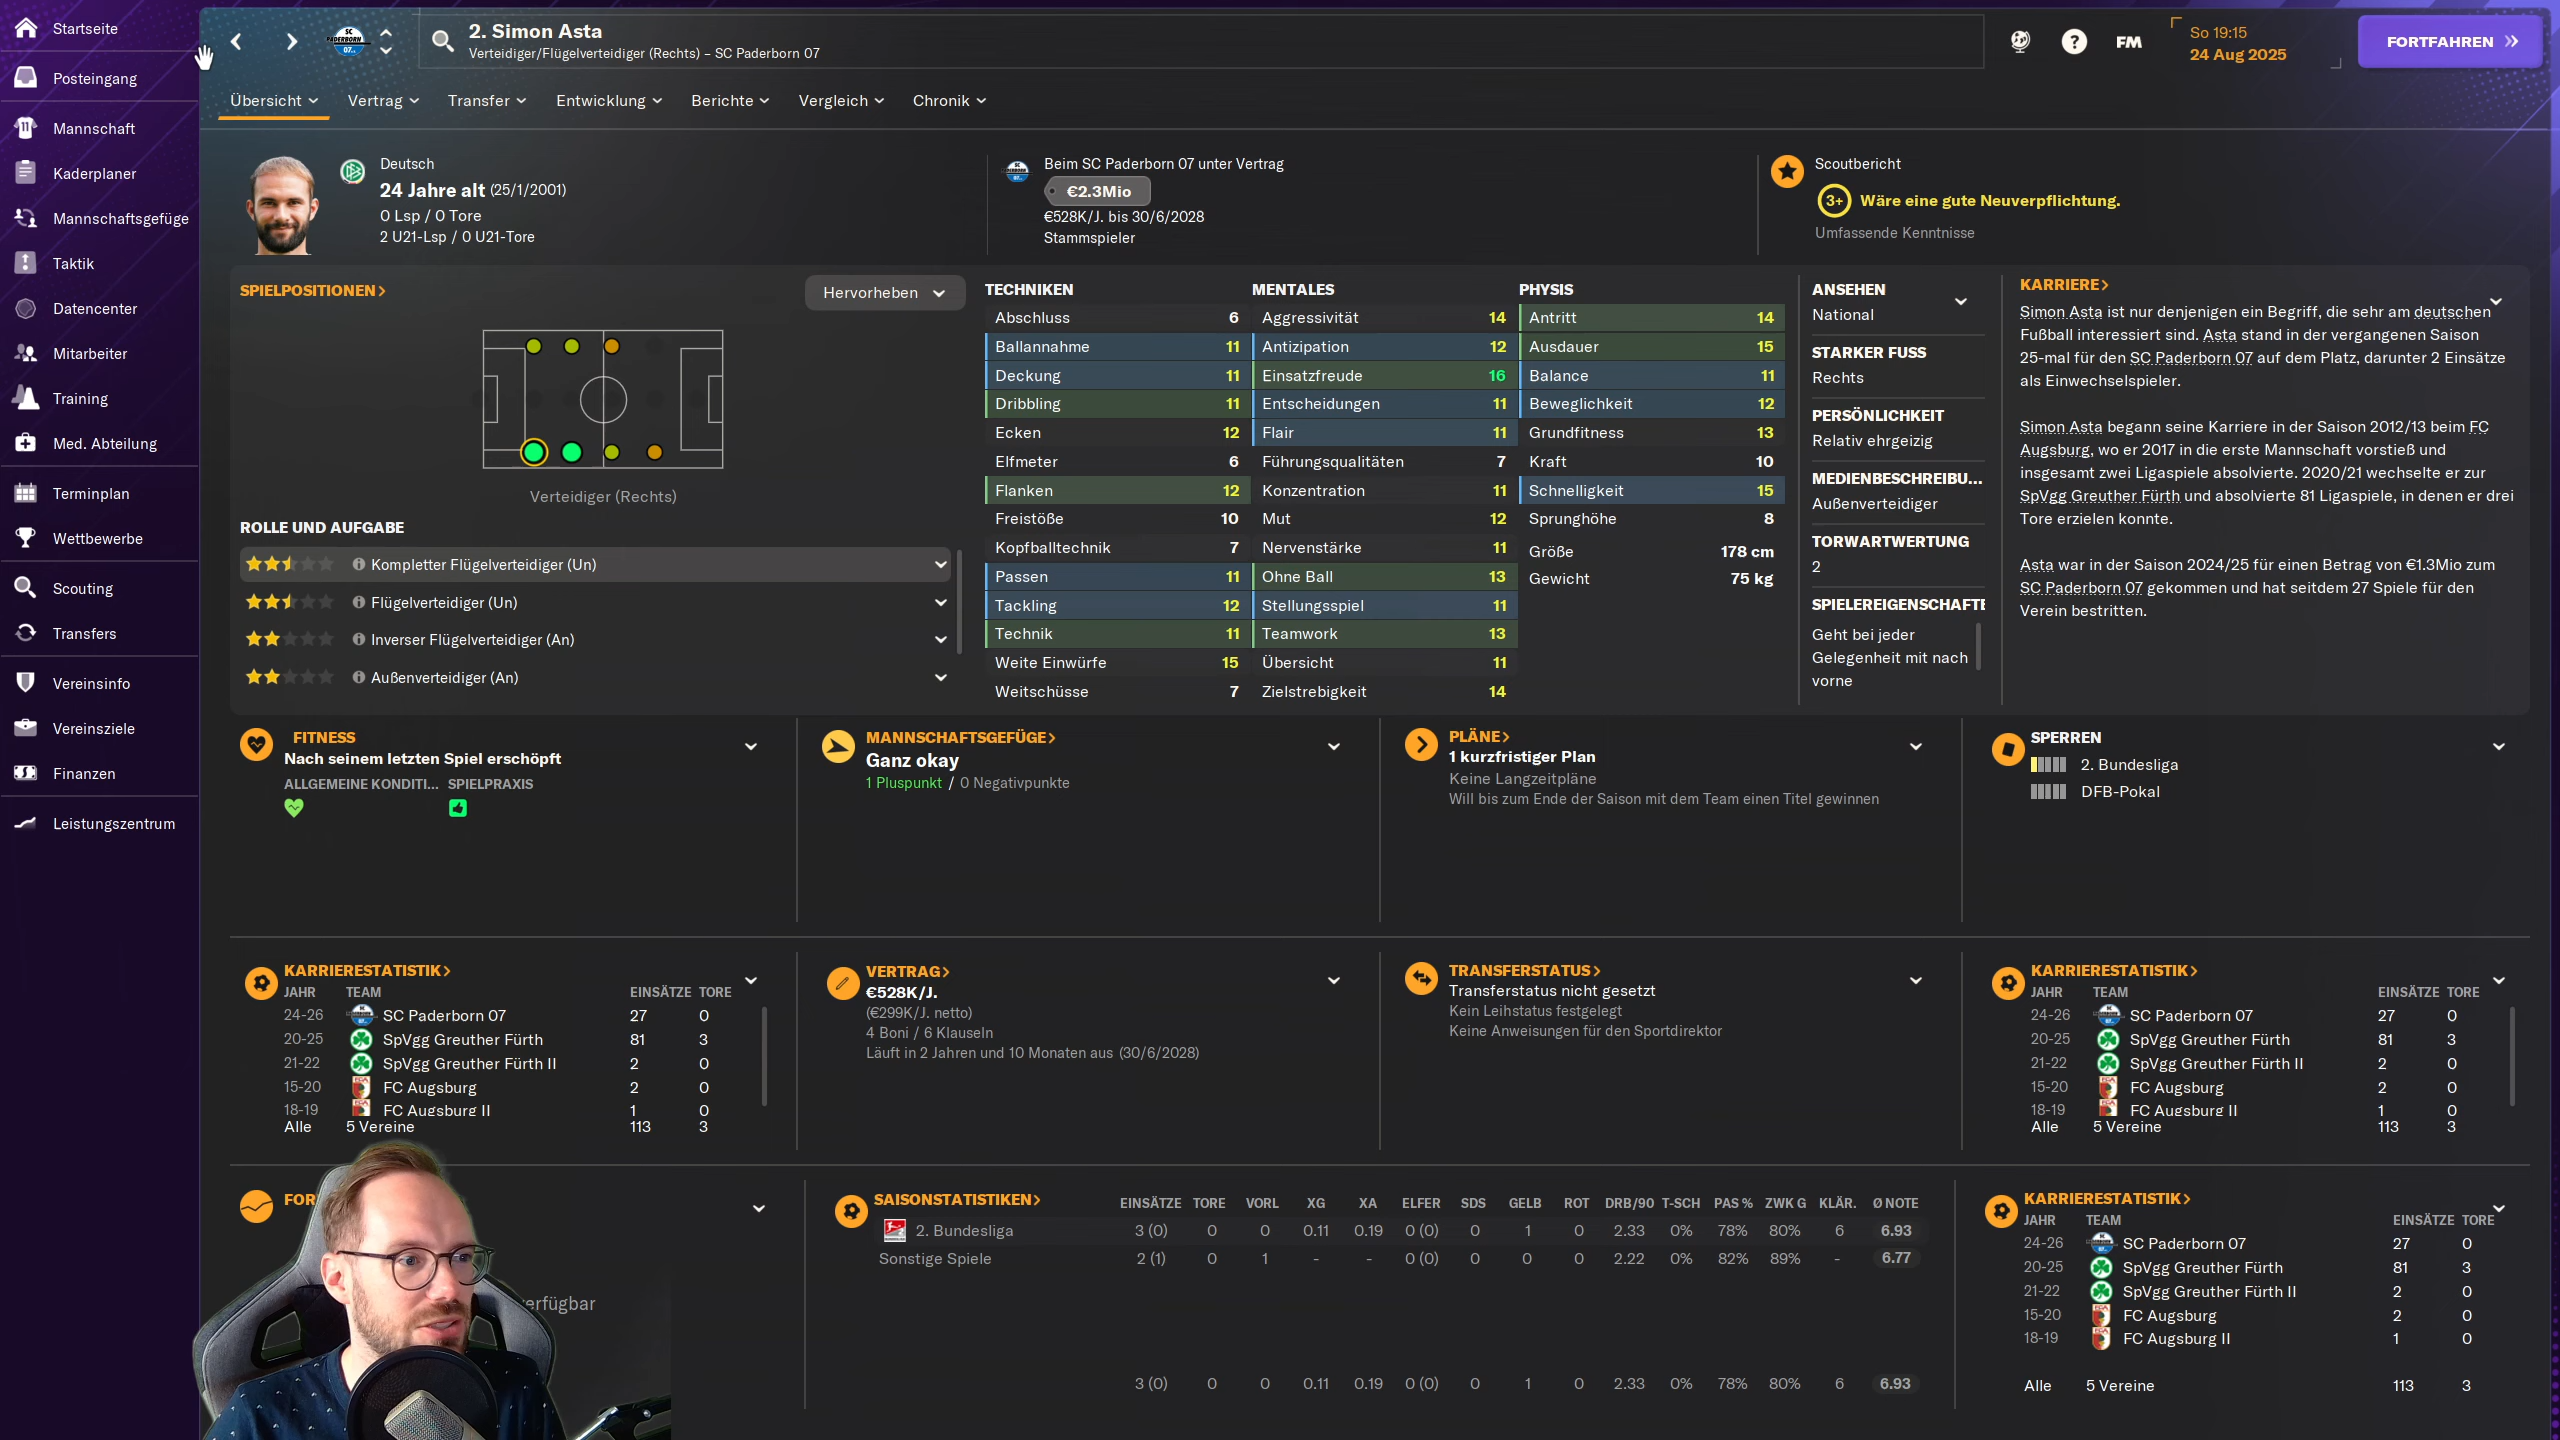 Startseite
Posteingang
Mannschaft
Kaderplaner
Mannschaftsgefüge
Taktik
Datencenter
Mitarbeiter
Training
Med. Abteilung
Terminplan
Wettbewerbe
Scouting
Transfers
Vereinsinfo
Vereinsziele
Finanzen
Leistungszentrum
2. Simon Asta
Verteidiger/Flügelverteidiger (Rechts) – SC Paderborn 07
FM
So 19:15
24 Aug 2025
FORTFAHREN
Übersicht Vertrag Transfer Entwicklung Berichte Vergleich Chronik
Deutsch
24 Jahre alt (25/1/2001)
0 Lsp / 0 Tore
2 U21-Lsp / 0 U21-Tore
Beim SC Paderborn 07 unter Vertrag
€2.3Mio
€528K/J. bis 30/6/2028
Stammspieler
Scoutbericht
3+ Wäre eine gute Neuverpflichtung.
Umfassende Kenntnisse
SPIELPOSITIONEN
Hervorheben
Verteidiger (Rechts)
ROLLE UND AUFGABE
Kompletter Flügelverteidiger (Un)
Flügelverteidiger (Un)
Inverser Flügelverteidiger (An)
Außenverteidiger (An)
TECHNIKEN
Abschluss 6
Ballannahme 11
Deckung 11
Dribbling 11
Ecken 12
Elfmeter 6
Flanken 12
Freistöße 10
Kopfballtechnik 7
Passen 11
Tackling 12
Technik 11
Weite Einwürfe 15
Weitschüsse 7
MENTALES
Aggressivität 14
Antizipation 12
Einsatzfreude 16
Entscheidungen 11
Flair 11
Führungsqualitäten 7
Konzentration 11
Mut 12
Nervenstärke 11
Ohne Ball 13
Stellungsspiel 11
Teamwork 13
Übersicht 11
Zielstrebigkeit 14
PHYSIS
Antritt 14
Ausdauer 15
Balance 11
Beweglichkeit 12
Grundfitness 13
Kraft 10
Schnelligkeit 15
Sprunghöhe 8
Größe 178 cm
Gewicht 75 kg
ANSEHEN
National
STARKER FUSS
Rechts
PERSÖNLICHKEIT
Relativ ehrgeizig
MEDIENBESCHREIBU...
Außenverteidiger
TORWARTWERTUNG
2
SPIELEREIGENSCHAFTE
Geht bei jeder
Gelegenheit mit nach
vorne
KARRIERE
Simon Asta ist nur denjenigen ein Begriff, die sehr am deutschen
Fußball interessiert sind. Asta stand in der vergangenen Saison
25-mal für den SC Paderborn 07 auf dem Platz, darunter 2 Einsätze
als Einwechselspieler.
Simon Asta begann seine Karriere in der Saison 2012/13 beim FC
Augsburg, wo er 2017 in die erste Mannschaft vorstieß und
insgesamt zwei Ligaspiele absolvierte. 2020/21 wechselte er zur
SpVgg Greuther Fürth und absolvierte 81 Ligaspiele, in denen er drei
Tore erzielen konnte.
Asta war in der Saison 2024/25 für einen Betrag von €1.3Mio zum
SC Paderborn 07 gekommen und hat seitdem 27 Spiele für den
Verein bestritten.
FITNESS
Nach seinem letzten Spiel erschöpft
ALLGEMEINE KONDITI... SPIELPRAXIS
MANNSCHAFTSGEFÜGE
Ganz okay
1 Pluspunkt / 0 Negativpunkte
PLÄNE
1 kurzfristiger Plan
Keine Langzeitpläne
Will bis zum Ende der Saison mit dem Team einen Titel gewinnen
SPERREN
2. Bundesliga
DFB-Pokal
KARRIERESTATISTIK
JAHR TEAM EINSÄTZE TORE
24-26 SC Paderborn 07 27 0
20-25 SpVgg Greuther Fürth 81 3
21-22 SpVgg Greuther Fürth II 2 0
15-20 FC Augsburg 2 0
18-19 FC Augsburg II 1 0
Alle 5 Vereine 113 3
VERTRAG
€528K/J.
(€299K/J. netto)
4 Boni / 6 Klauseln
Läuft in 2 Jahren und 10 Monaten aus (30/6/2028)
TRANSFERSTATUS
Transferstatus nicht gesetzt
Kein Leihstatus festgelegt
Keine Anweisungen für den Sportdirektor
KARRIERESTATISTIK
JAHR TEAM EINSÄTZE TORE
24-26 SC Paderborn 07 27 0
20-25 SpVgg Greuther Fürth 81 3
21-22 SpVgg Greuther Fürth II 2 0
15-20 FC Augsburg 2 0
18-19 FC Augsburg II 1 0
Alle 5 Vereine 113 3
FOR
erfügbar
SAISONSTATISTIKEN EINSÄTZE TORE VORL XG XA ELFER SDS GELB ROT DRB/90 T-SCH PAS % ZWK G KLÄR. Ø NOTE
2. Bundesliga 3 (0) 0 0 0.11 0.19 0 (0) 0 1 0 2.33 0% 78% 80% 6 6.93
Sonstige Spiele 2 (1) 0 1 - - 0 (0) 0 0 0 2.22 0% 82% 89% - 6.77
3 (0) 0 0 0.11 0.19 0 (0) 0 1 0 2.33 0% 78% 80% 6 6.93
KARRIERESTATISTIK
JAHR TEAM EINSÄTZE TORE
24-26 SC Paderborn 07 27 0
20-25 SpVgg Greuther Fürth 81 3
21-22 SpVgg Greuther Fürth II 2 0
15-20 FC Augsburg 2 0
18-19 FC Augsburg II 1 0
Alle 5 Vereine 113 3